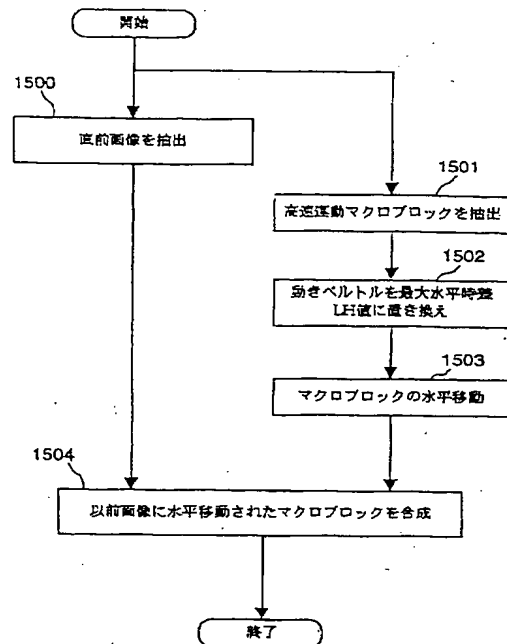 開始
1500
直前画像を抽出
1501
高速運動マクロブロックを抽出
1502
動きベルトルを最大水平時差
LH値に置き換え
1503
マクロブロックの水平移動
1504
以前画像に水平移動されたマクロブロックを合成
終了